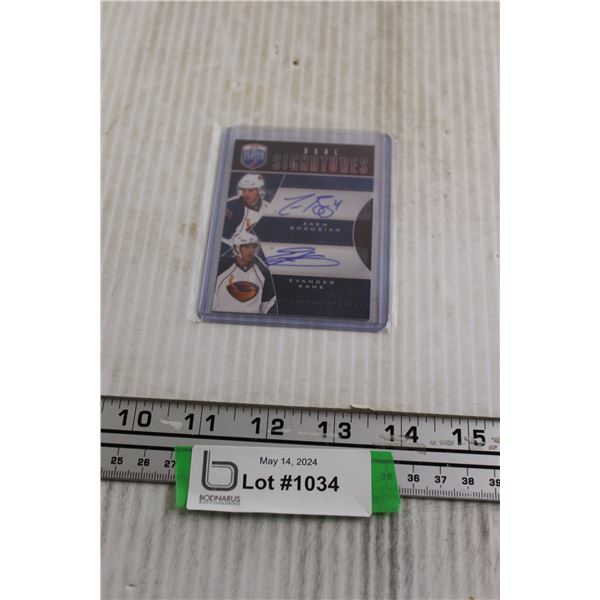 DUAL
SIGNATURES
ZACH
BOGOSIAN
EVANDER
KANE
10 11 12 13 14 15
25 26 27 35 36 37 38 39
May 14, 2024
Lot #1034
BODNARUS
AUCTIONEERING